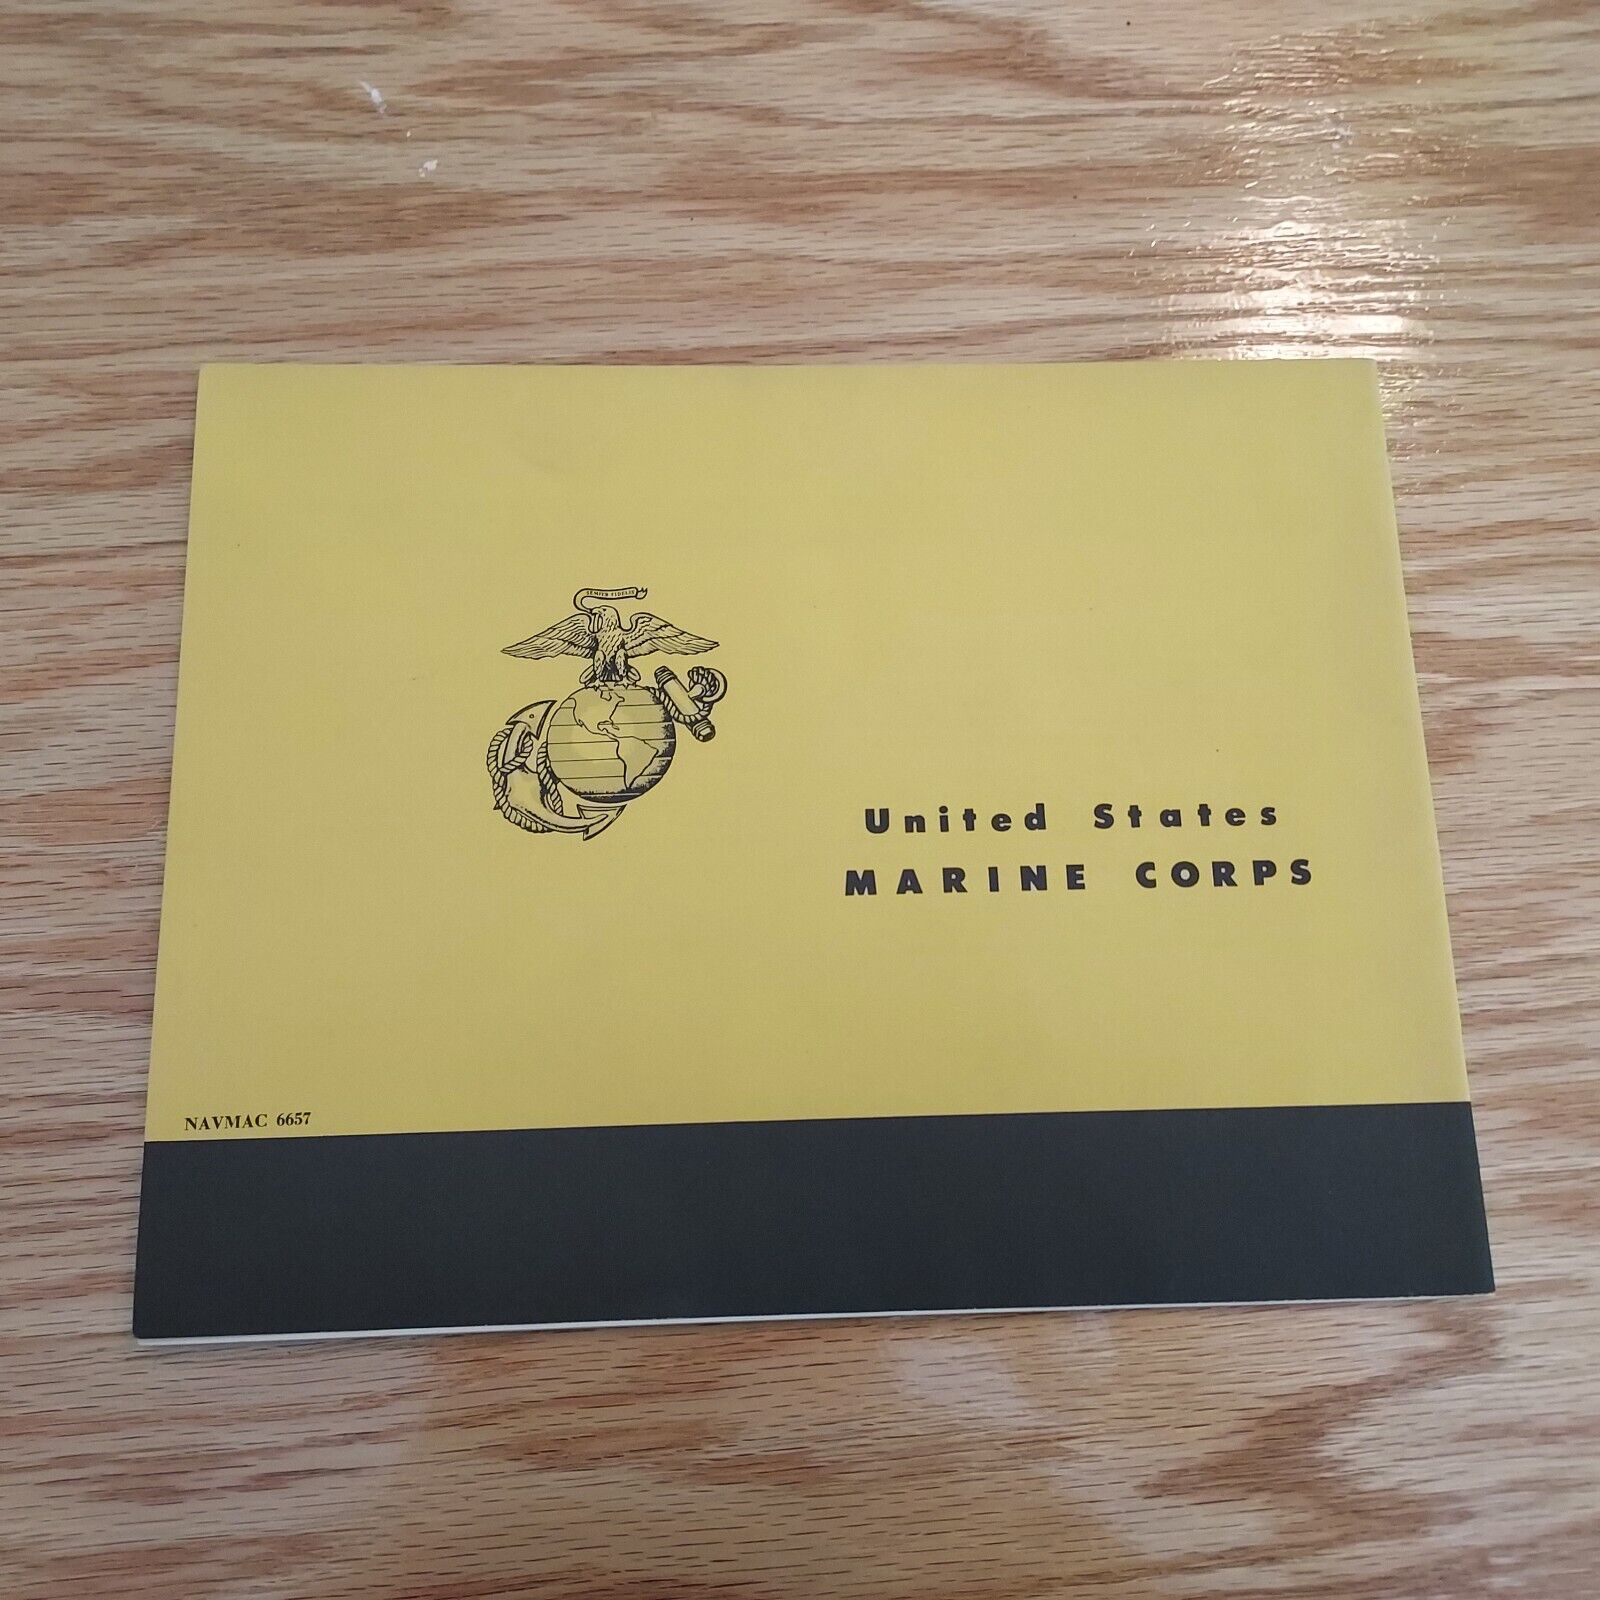 SEMPER FIDELIS
United States
MARINE CORPS
NAVMAC 6657